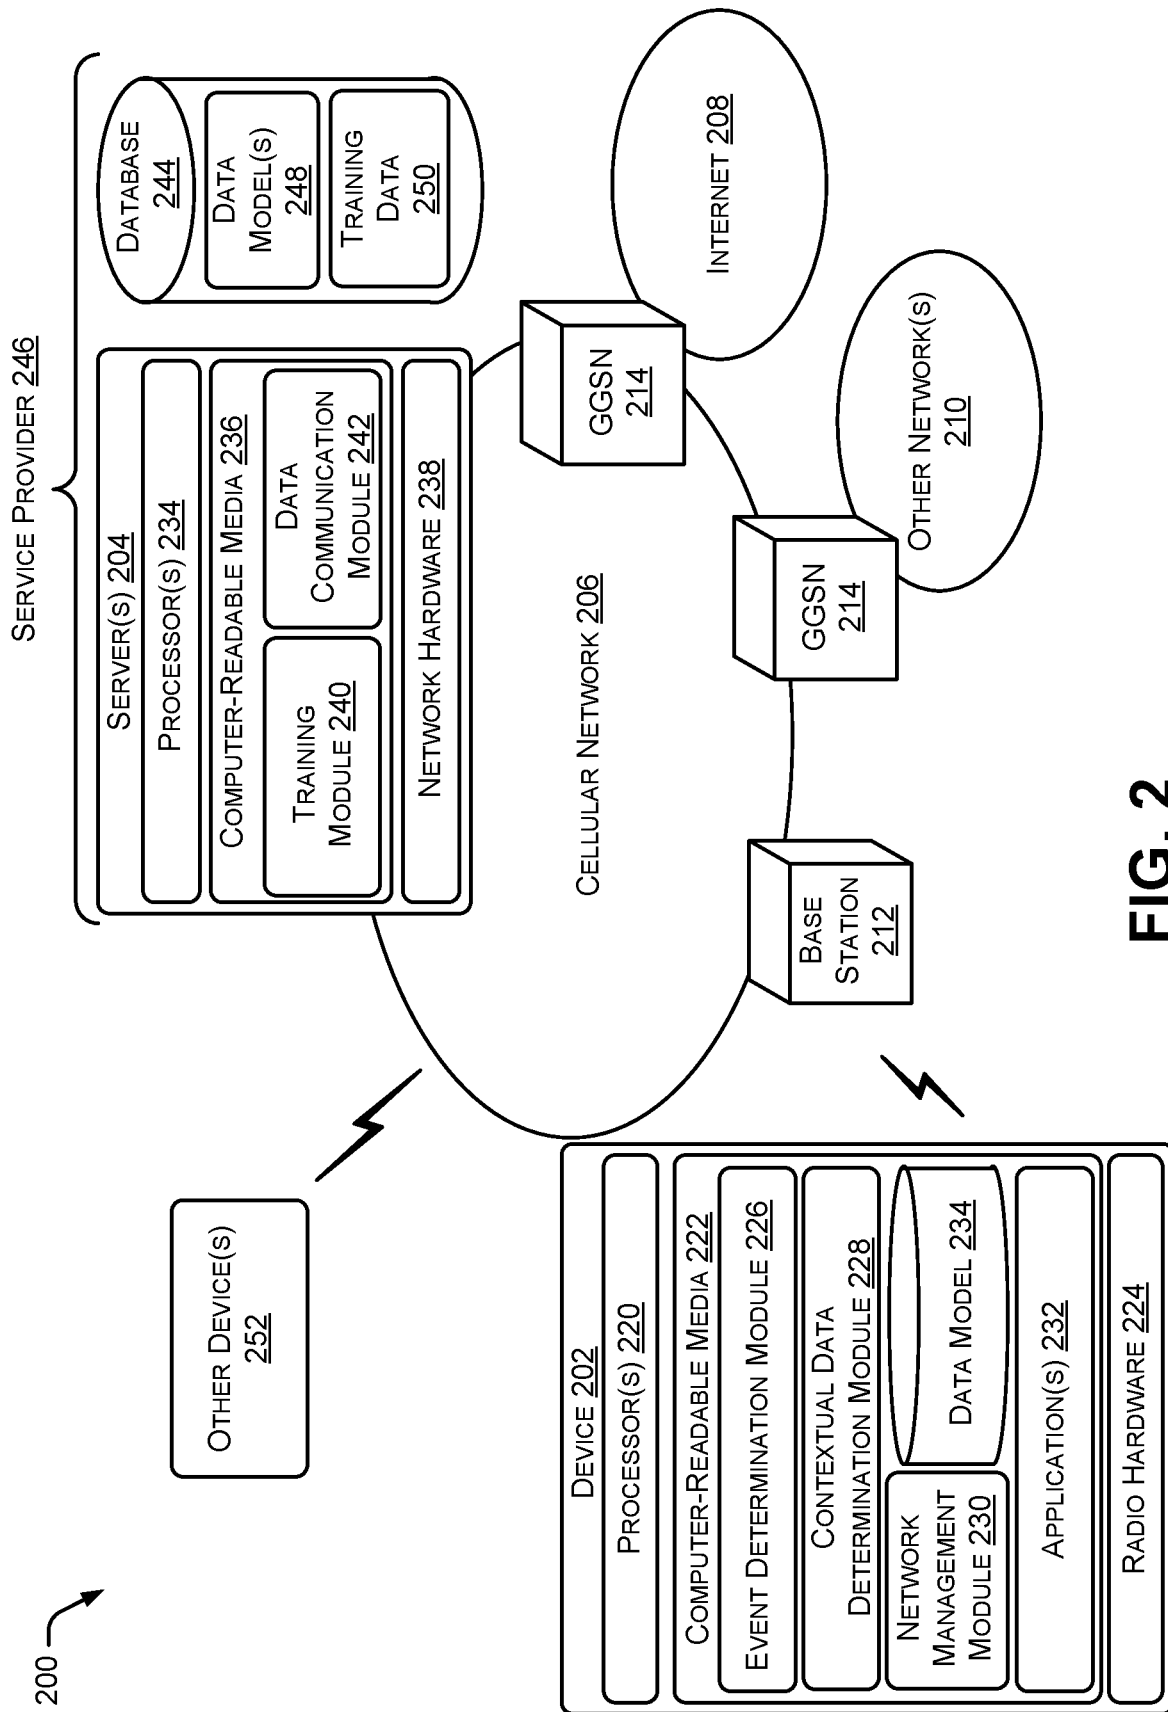 200
SERVICE PROVIDER 246
SERVER(S) 204
PROCESSOR(S) 234
COMPUTER-READABLE MEDIA 236
TRAINING
MODULE 240
DATA
COMMUNICATION
MODULE 242
NETWORK HARDWARE 238
DATABASE
244
DATA
MODEL(S)
248
TRAINING
DATA
250
OTHER DEVICE(S)
252
CELLULAR NETWORK 206
GGSN
214
INTERNET 208
GGSN
214
OTHER NETWORK(S)
210
BASE
STATION
212
DEVICE 202
PROCESSOR(S) 220
COMPUTER-READABLE MEDIA 222
EVENT DETERMINATION MODULE 226
CONTEXTUAL DATA
DETERMINATION MODULE 228
NETWORK
MANAGEMENT
MODULE 230
DATA MODEL 234
APPLICATION(S) 232
RADIO HARDWARE 224
FIG. 2